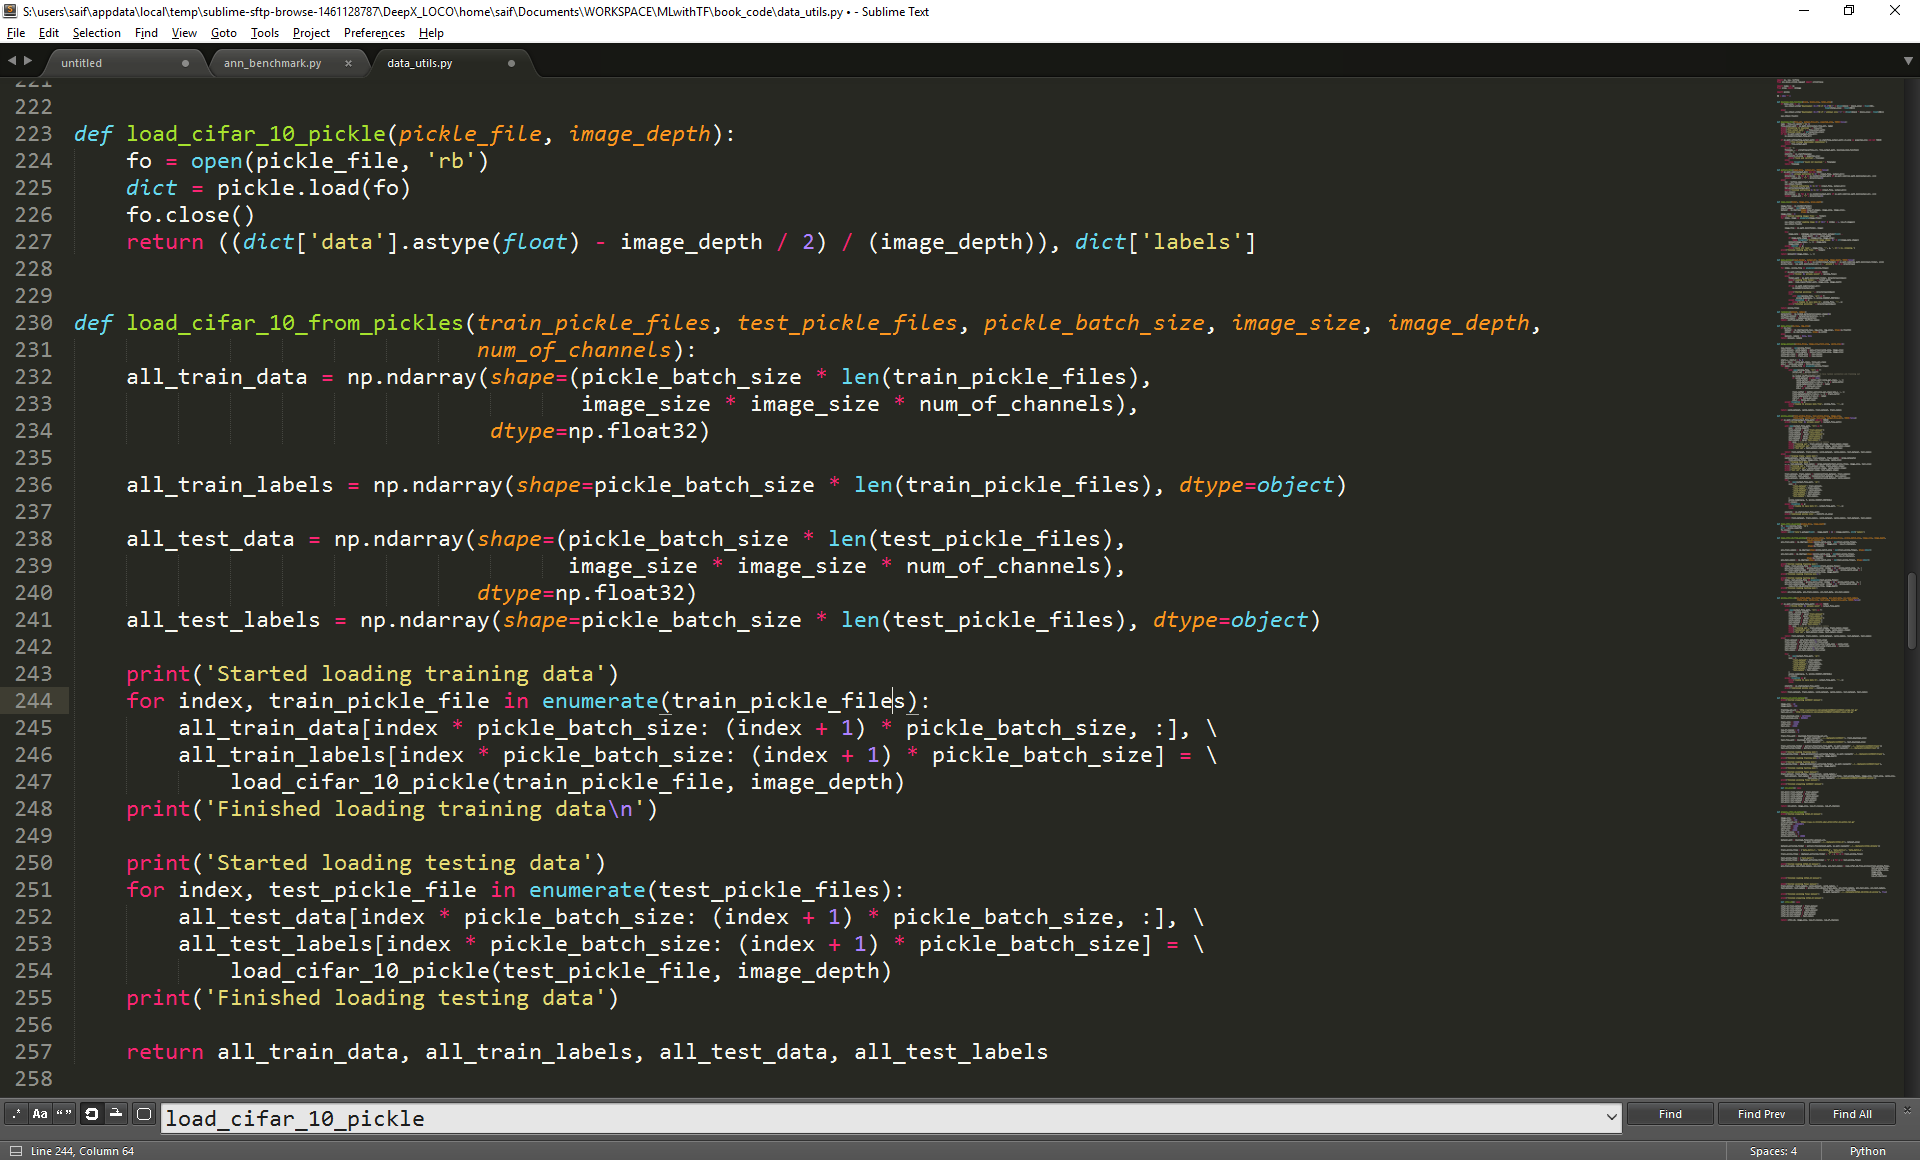 S:\users\saif\appdata\local\temp\sublime-sftp-browse-1461128787\DeepX_LOCO\home\saif\Documents\WORKSPACE\MLwithTF\book_code\data_utils.py • - Sublime Text
File Edit Selection Find View Goto Tools Project Preferences Help
untitled ann_benchmark.py × data_utils.py
221
222
223 def load_cifar_10_pickle(pickle_file, image_depth):
224     fo = open(pickle_file, 'rb')
225     dict = pickle.load(fo)
226     fo.close()
227     return ((dict['data'].astype(float) - image_depth / 2) / (image_depth)), dict['labels']
228
229
230 def load_cifar_10_from_pickles(train_pickle_files, test_pickle_files, pickle_batch_size, image_size, image_depth,
231                                num_of_channels):
232     all_train_data = np.ndarray(shape=(pickle_batch_size * len(train_pickle_files),
233                                        image_size * image_size * num_of_channels),
234                                 dtype=np.float32)
235
236     all_train_labels = np.ndarray(shape=pickle_batch_size * len(train_pickle_files), dtype=object)
237
238     all_test_data = np.ndarray(shape=(pickle_batch_size * len(test_pickle_files),
239                                       image_size * image_size * num_of_channels),
240                                dtype=np.float32)
241     all_test_labels = np.ndarray(shape=pickle_batch_size * len(test_pickle_files), dtype=object)
242
243     print('Started loading training data')
244     for index, train_pickle_file in enumerate(train_pickle_files):
245         all_train_data[index * pickle_batch_size: (index + 1) * pickle_batch_size, :], \
246         all_train_labels[index * pickle_batch_size: (index + 1) * pickle_batch_size] = \
247             load_cifar_10_pickle(train_pickle_file, image_depth)
248     print('Finished loading training data\n')
249
250     print('Started loading testing data')
251     for index, test_pickle_file in enumerate(test_pickle_files):
252         all_test_data[index * pickle_batch_size: (index + 1) * pickle_batch_size, :], \
253         all_test_labels[index * pickle_batch_size: (index + 1) * pickle_batch_size] = \
254             load_cifar_10_pickle(test_pickle_file, image_depth)
255     print('Finished loading testing data')
256
257     return all_train_data, all_train_labels, all_test_data, all_test_labels
258
.* Aa “” load_cifar_10_pickle Find Find Prev Find All ×
Line 244, Column 64 Spaces: 4 Python